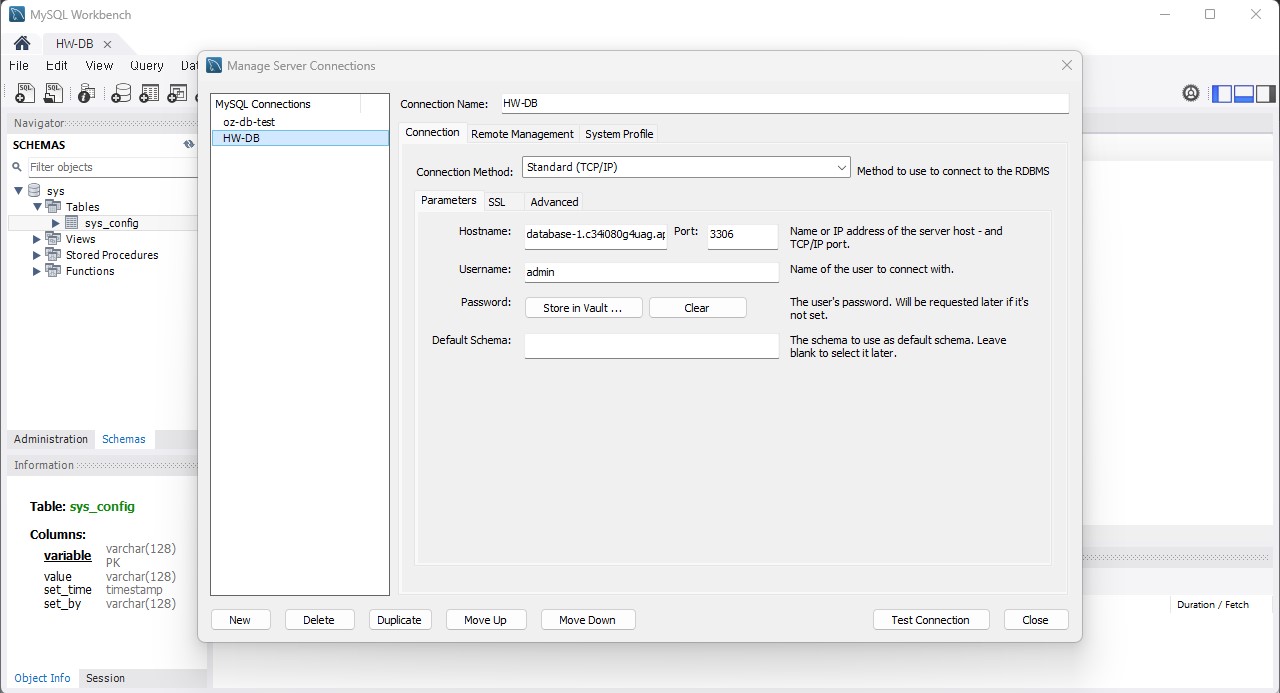 MySQL Workbench
HW-DB
File Edit View Query Dat
Navigator
SCHEMAS
Filter objects
sys
Tables
sys_config
Views
Stored Procedures
Functions
Administration Schemas
Information
Table: sys_config
Columns:
variable varchar(128)
PK
value varchar(128)
set_time timestamp
set_by varchar(128)
Object Info Session
Manage Server Connections
MySQL Connections
oz-db-test
HW-DB
Connection Name: HW-DB
Connection Remote Management System Profile
Connection Method: Standard (TCP/IP) Method to use to connect to the RDBMS
Parameters SSL Advanced
Hostname: database-1.c34i080g4uag.ap Port: 3306 Name or IP address of the server host - and
TCP/IP port.
Username: admin Name of the user to connect with.
Password: Store in Vault ... Clear The user's password. Will be requested later if it's
not set.
Default Schema: The schema to use as default schema. Leave
blank to select it later.
New Delete Duplicate Move Up Move Down Test Connection Close
Duration / Fetch